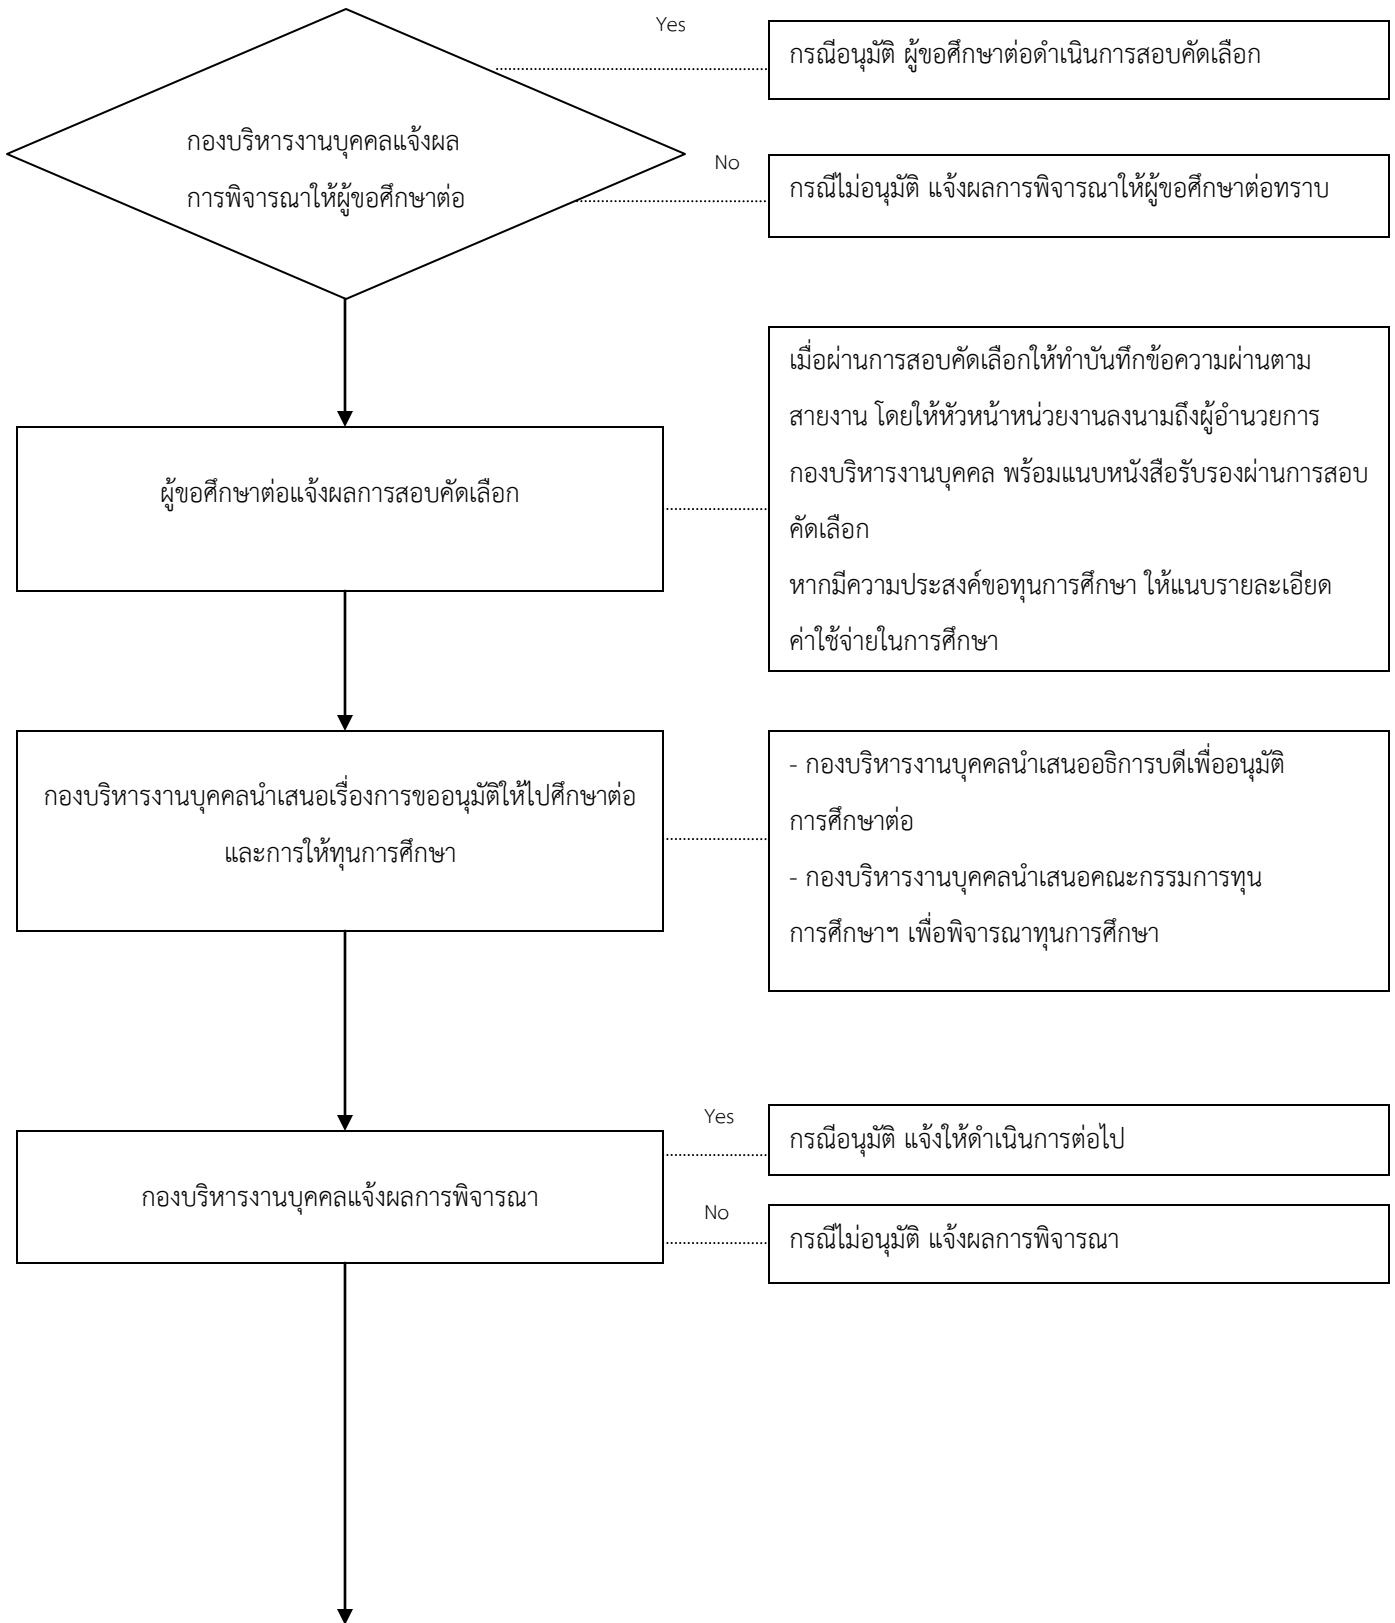 Yes
กรณีอนุมัติ ผู้ขอศึกษาต่อดำเนินการสอบคัดเลือก
กองบริหารงานบุคคลแจ้งผล
การพิจารณาให้ผู้ขอศึกษาต่อ
No
กรณีไม่อนุมัติ แจ้งผลการพิจารณาให้ผู้ขอศึกษาต่อทราบ
ผู้ขอศึกษาต่อแจ้งผลการสอบคัดเลือก
เมื่อผ่านการสอบคัดเลือกให้ทำบันทึกข้อความผ่านตาม
สายงาน โดยให้หัวหน้าหน่วยงานลงนามถึงผู้อำนวยการ
กองบริหารงานบุคคล พร้อมแนบหนังสือรับรองผ่านการสอบ
คัดเลือก
หากมีความประสงค์ขอทุนการศึกษา ให้แนบรายละเอียด
ค่าใช้จ่ายในการศึกษา
กองบริหารงานบุคคลนำเสนอเรื่องการขออนุมัติให้ไปศึกษาต่อ
และการให้ทุนการศึกษา
- กองบริหารงานบุคคลนำเสนออธิการบดีเพื่ออนุมัติ
การศึกษาต่อ
- กองบริหารงานบุคคลนำเสนอคณะกรรมการทุน
การศึกษาฯ เพื่อพิจารณาทุนการศึกษา
กองบริหารงานบุคคลแจ้งผลการพิจารณา
Yes
กรณีอนุมัติ แจ้งให้ดำเนินการต่อไป
No
กรณีไม่อนุมัติ แจ้งผลการพิจารณา